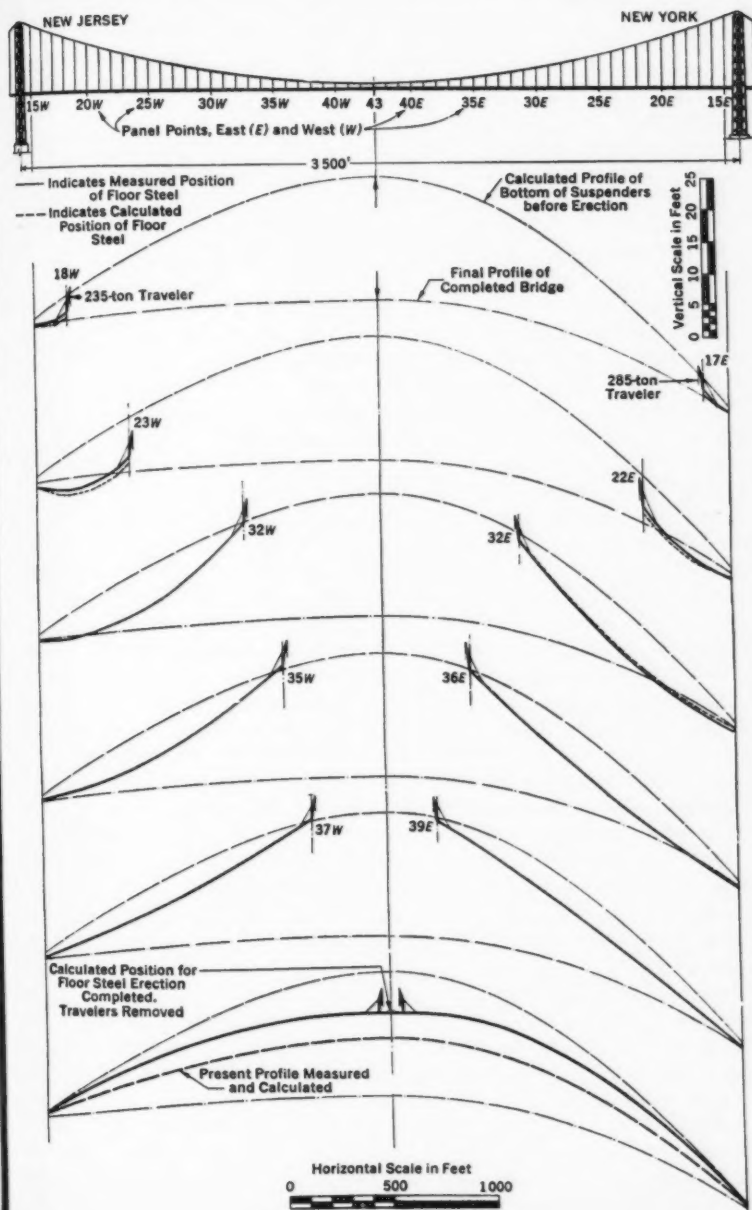 NEW JERSEY
NEW YORK
15W 20W 25W 30W 35W 40W 43 40E 35E 30E 25E 20E 15E
Panel Points, East (E) and West (W)
3 500'
Indicates Measured Position
of Floor Steel
Indicates Calculated
Position of Floor
Steel
Calculated Profile of
Bottom of Suspenders
before Erection
Vertical Scale in Feet
25
20
15
10
5
0
18W
235-ton Traveler
Final Profile of
Completed Bridge
17E
285-ton
Traveler
23W
22E
32W
32E
35W
36E
37W
39E
Calculated Position for
Floor Steel Erection
Completed.
Travelers Removed
Present Profile Measured
and Calculated
Horizontal Scale in Feet
0 500 1000